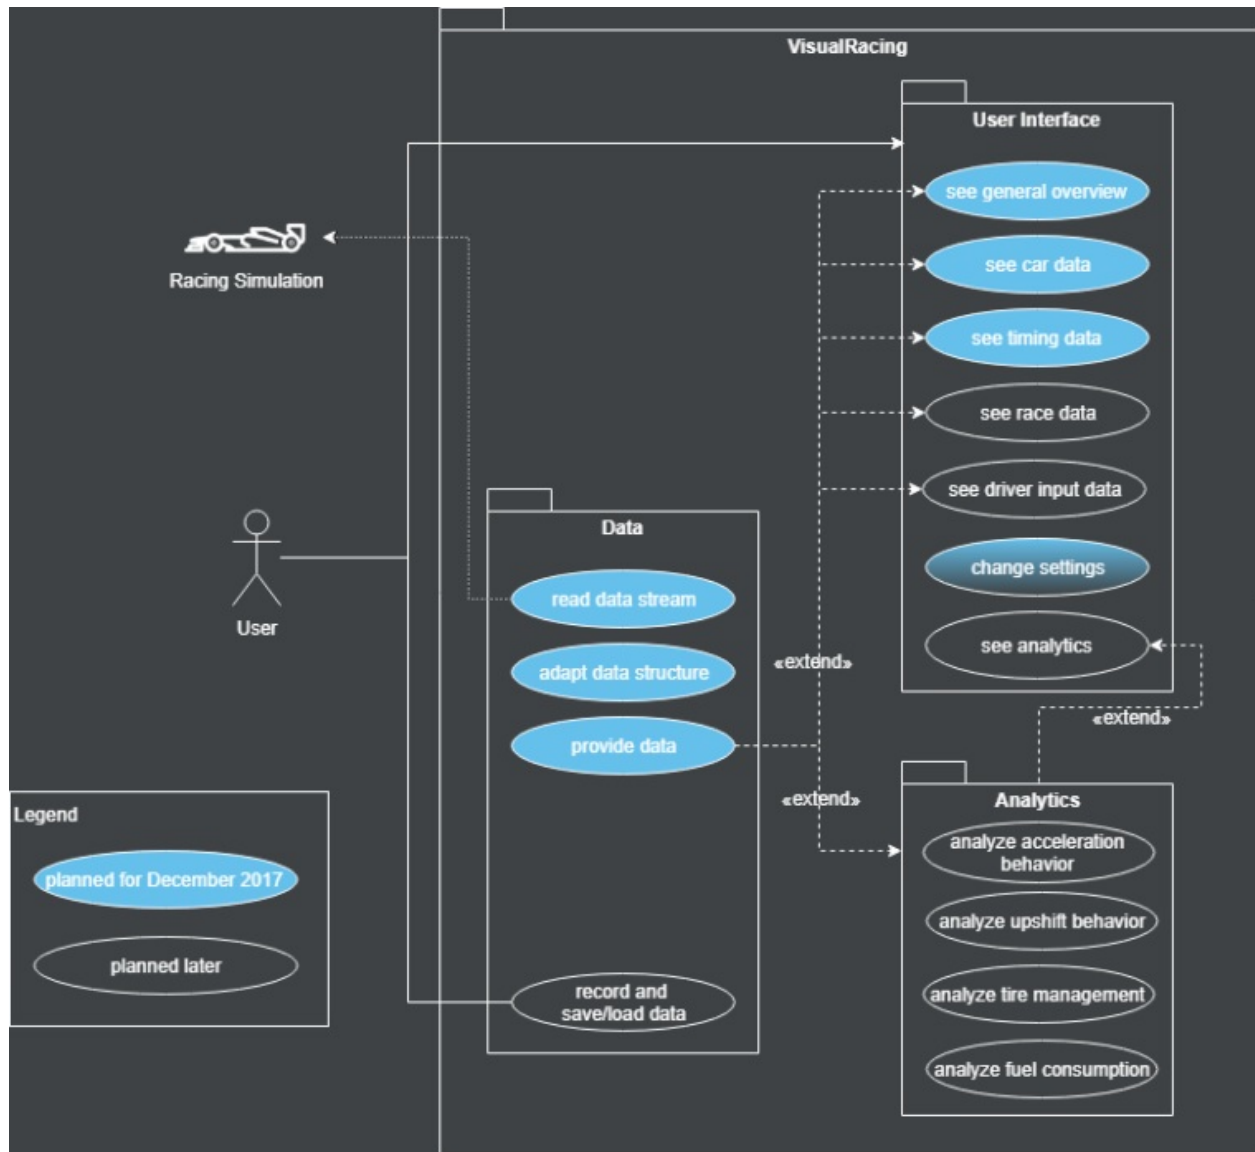 VisualRacing
User Interface
see general overview
see car data
see timing data
see race data
see driver input data
change settings
see analytics
Racing Simulation
User
Data
read data stream
adapt data structure
provide data
record and
save/load data
«extend»
«extend»
«extend»
Analytics
analyze acceleration
behavior
analyze upshift behavior
analyze tire management
analyze fuel consumption
Legend
planned for December 2017
planned later